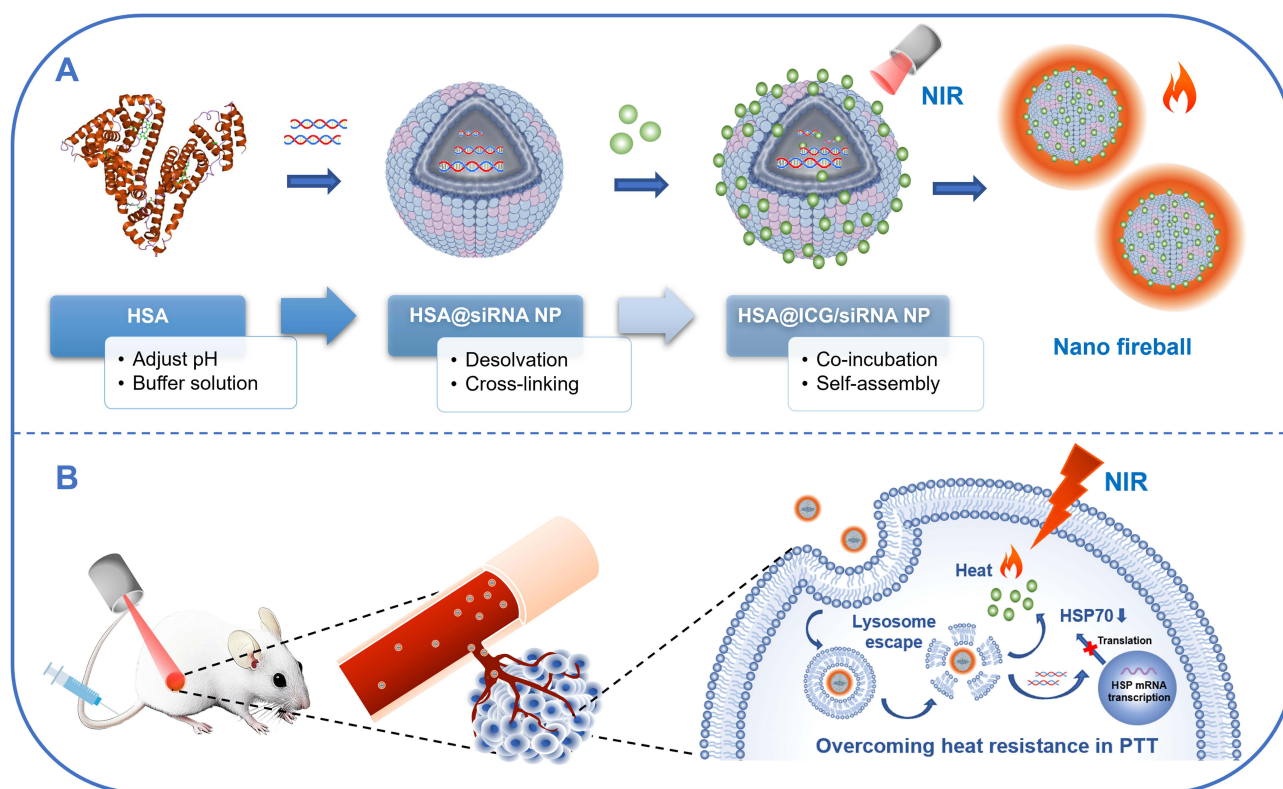 A
NIR
HSA
• Adjust pH
• Buffer solution
HSA@siRNA NP
• Desolvation
• Cross-linking
HSA@ICG/siRNA NP
• Co-incubation
• Self-assembly
Nano fireball
B
NIR
Heat
Lysosome
escape
HSP70⬇
Translation
HSP mRNA
transcription
Overcoming heat resistance in PTT